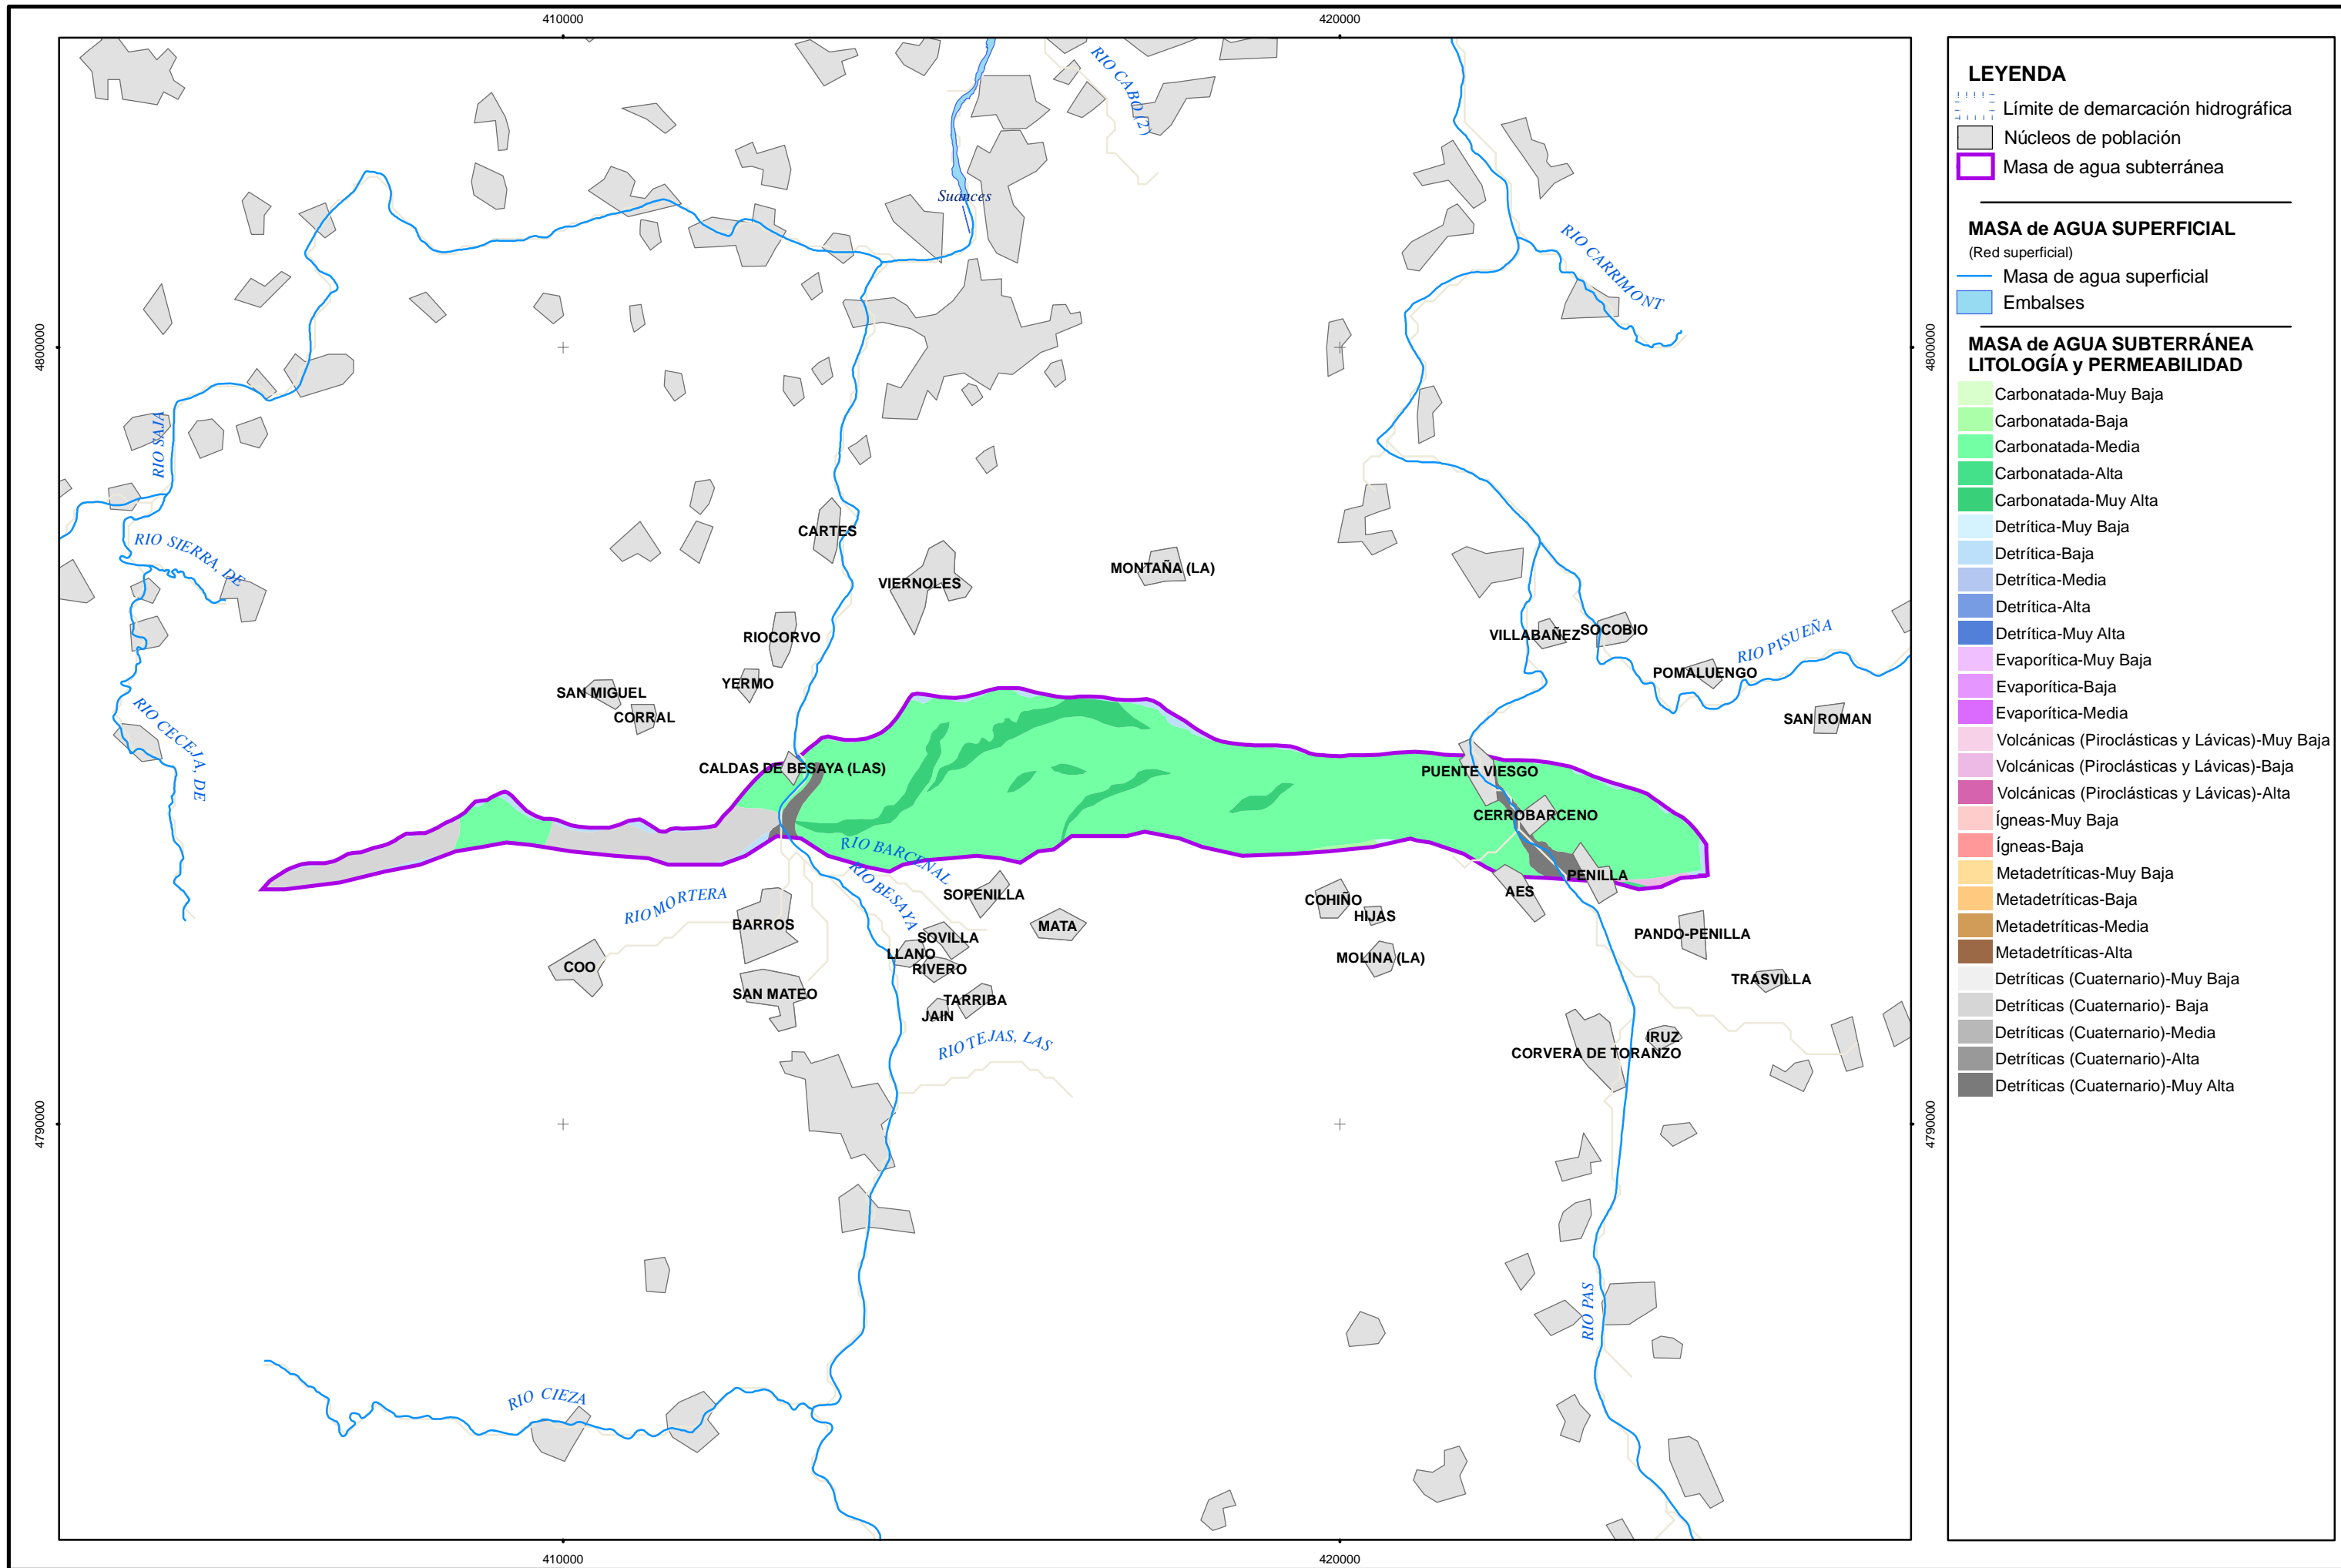 410000
420000
4800000
4800000
4790000
4790000
410000
420000
RIO CABO (2)
Suances
RIO CARRIMONT
RIO SAJA
RIO SIERRA, DE
CARTES
VIERNOLES
MONTAÑA (LA)
RIOCORVO
VILLABAÑEZ
SOCOBIO
RIO PISUEÑA
POMALUENGO
YERMO
SAN MIGUEL
CORRAL
SAN ROMAN
RIO CECEJA, DE
CALDAS DE BESAYA (LAS)
PUENTE VIESGO
CERROBARCENO
RIO BARCENAL
RIO BESAYA
PENILLA
AES
SOPENILLA
RIO MORTERA
COHIÑO
HIJAS
BARROS
MATA
SOVILLA
PANDO-PENILLA
LLANO
RIVERO
MOLINA (LA)
COO
TRASVILLA
SAN MATEO
TARRIBA
JAIN
RIO TEJAS, LAS
IRUZ
CORVERA DE TORANZO
RIO PAS
RIO CIEZA
LEYENDA
Límite de demarcación hidrográfica
Núcleos de población
Masa de agua subterránea
MASA de AGUA SUPERFICIAL
(Red superficial)
Masa de agua superficial
Embalses
MASA de AGUA SUBTERRÁNEA
LITOLOGÍA y PERMEABILIDAD
Carbonatada-Muy Baja
Carbonatada-Baja
Carbonatada-Media
Carbonatada-Alta
Carbonatada-Muy Alta
Detrítica-Muy Baja
Detrítica-Baja
Detrítica-Media
Detrítica-Alta
Detrítica-Muy Alta
Evaporítica-Muy Baja
Evaporítica-Baja
Evaporítica-Media
Volcánicas (Piroclásticas y Lávicas)-Muy Baja
Volcánicas (Piroclásticas y Lávicas)-Baja
Volcánicas (Piroclásticas y Lávicas)-Alta
Ígneas-Muy Baja
Ígneas-Baja
Metadetríticas-Muy Baja
Metadetríticas-Baja
Metadetríticas-Media
Metadetríticas-Alta
Detríticas (Cuaternario)-Muy Baja
Detríticas (Cuaternario)- Baja
Detríticas (Cuaternario)-Media
Detríticas (Cuaternario)-Alta
Detríticas (Cuaternario)-Muy Alta